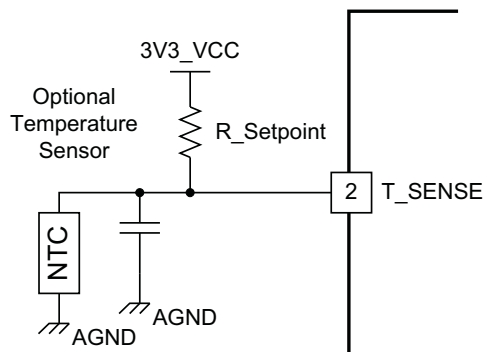 3V3_VCC
Optional
Temperature
Sensor
R_Setpoint
2
T_SENSE
NTC
AGND
AGND